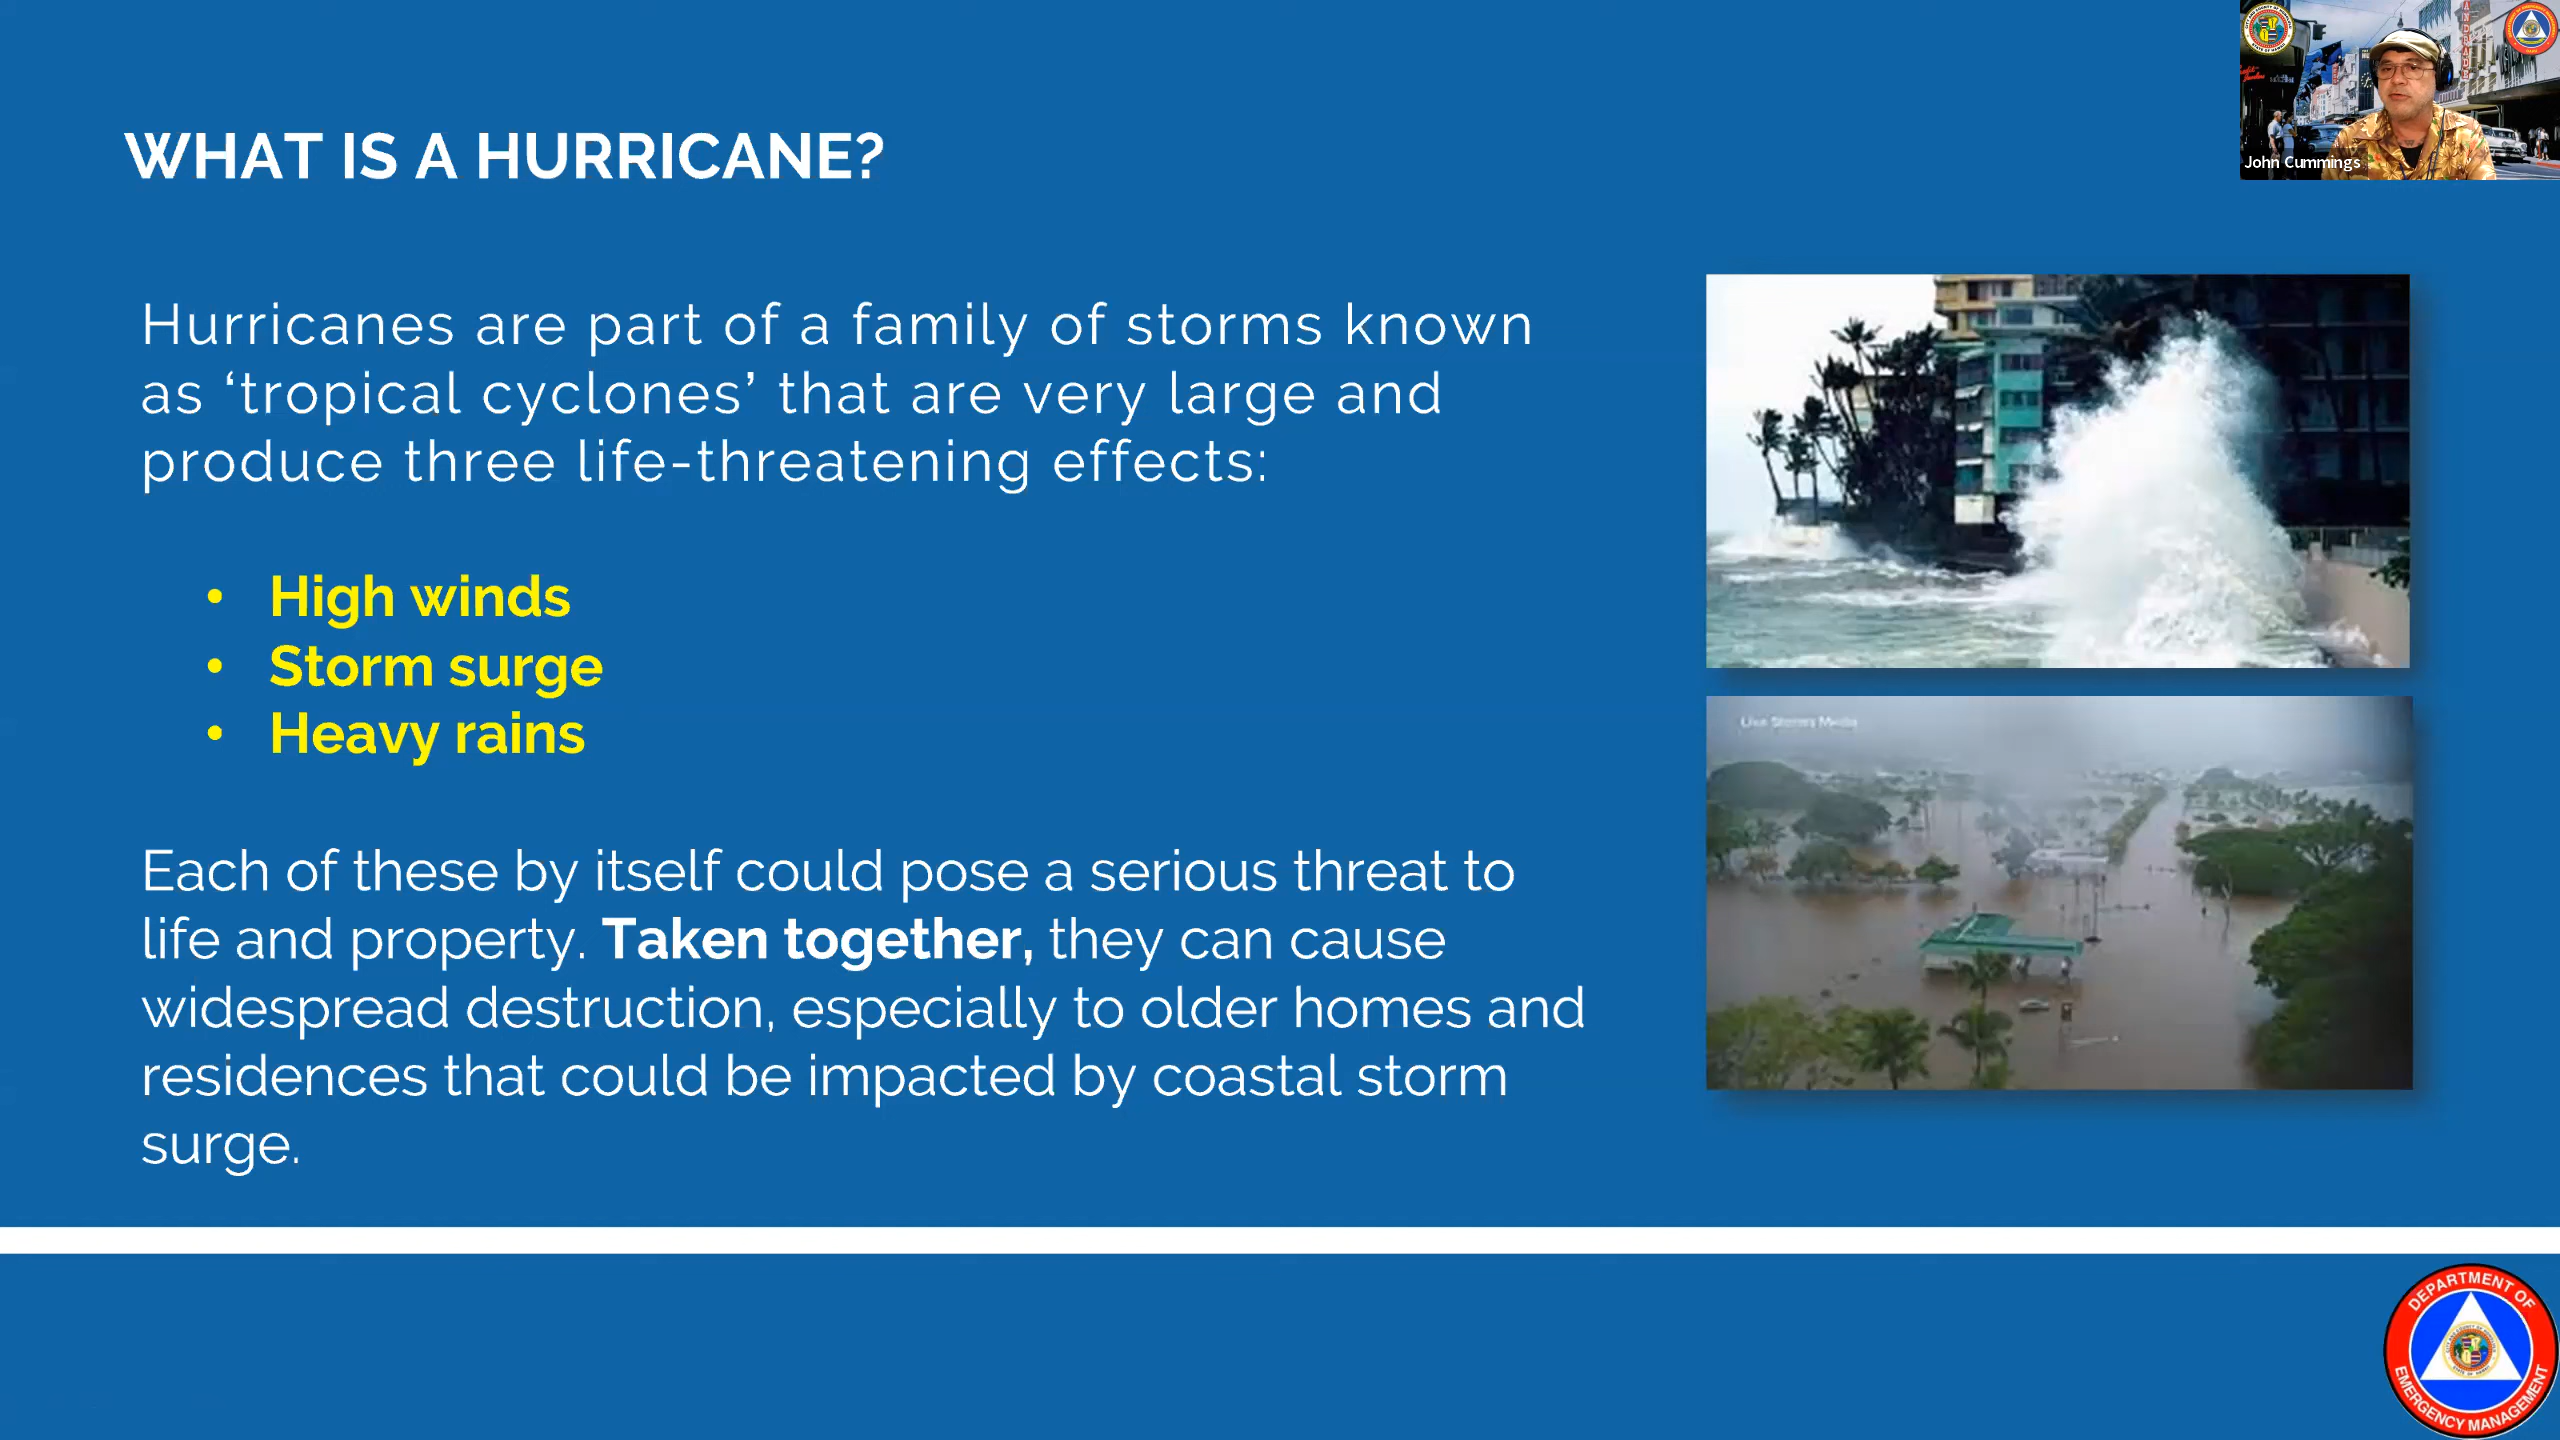 WHAT IS A HURRICANE?
John Cummings
Hurricanes are part of a family of storms known
as ‘tropical cyclones’ that are very large and
produce three life-threatening effects:
• High winds
• Storm surge
• Heavy rains
Each of these by itself could pose a serious threat to
life and property. Taken together, they can cause
widespread destruction, especially to older homes and
residences that could be impacted by coastal storm
surge.
Live Storms Media
DEPARTMENT OF
EMERGENCY MANAGEMENT